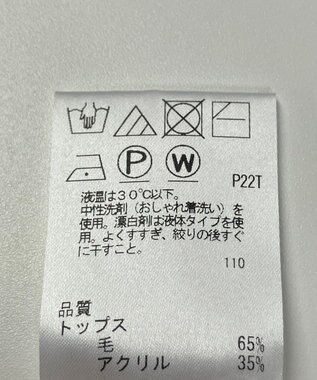 P W
P22T
液温は30℃以下。
中性洗剤(おしゃれ着洗い)を
使用。漂白剤は液体タイプを使
用。よくすすぎ、絞りの後すぐ
に干すこと。
110
品質
トップス
毛 65%
アクリル 35%